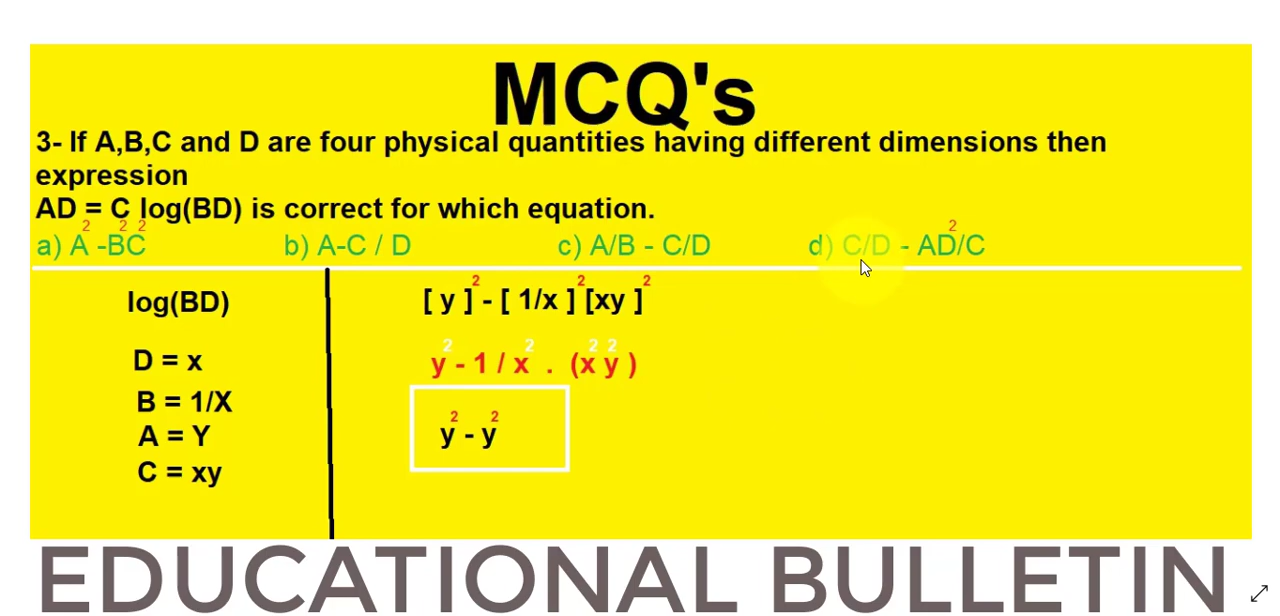 MCQ's
3- If A,B,C and D are four physical quantities having different dimensions then
expression
AD = C log(BD) is correct for which equation.
a) A² -B²C² b) A-C / D c) A/B - C/D d) C/D - AD²/C
log(BD) [ y ]² - [ 1/x ]² [xy ]²
D = x y² - 1 / x² . (x² y² )
B = 1/X
A = Y y² - y²
C = xy
EDUCATIONAL BULLETIN